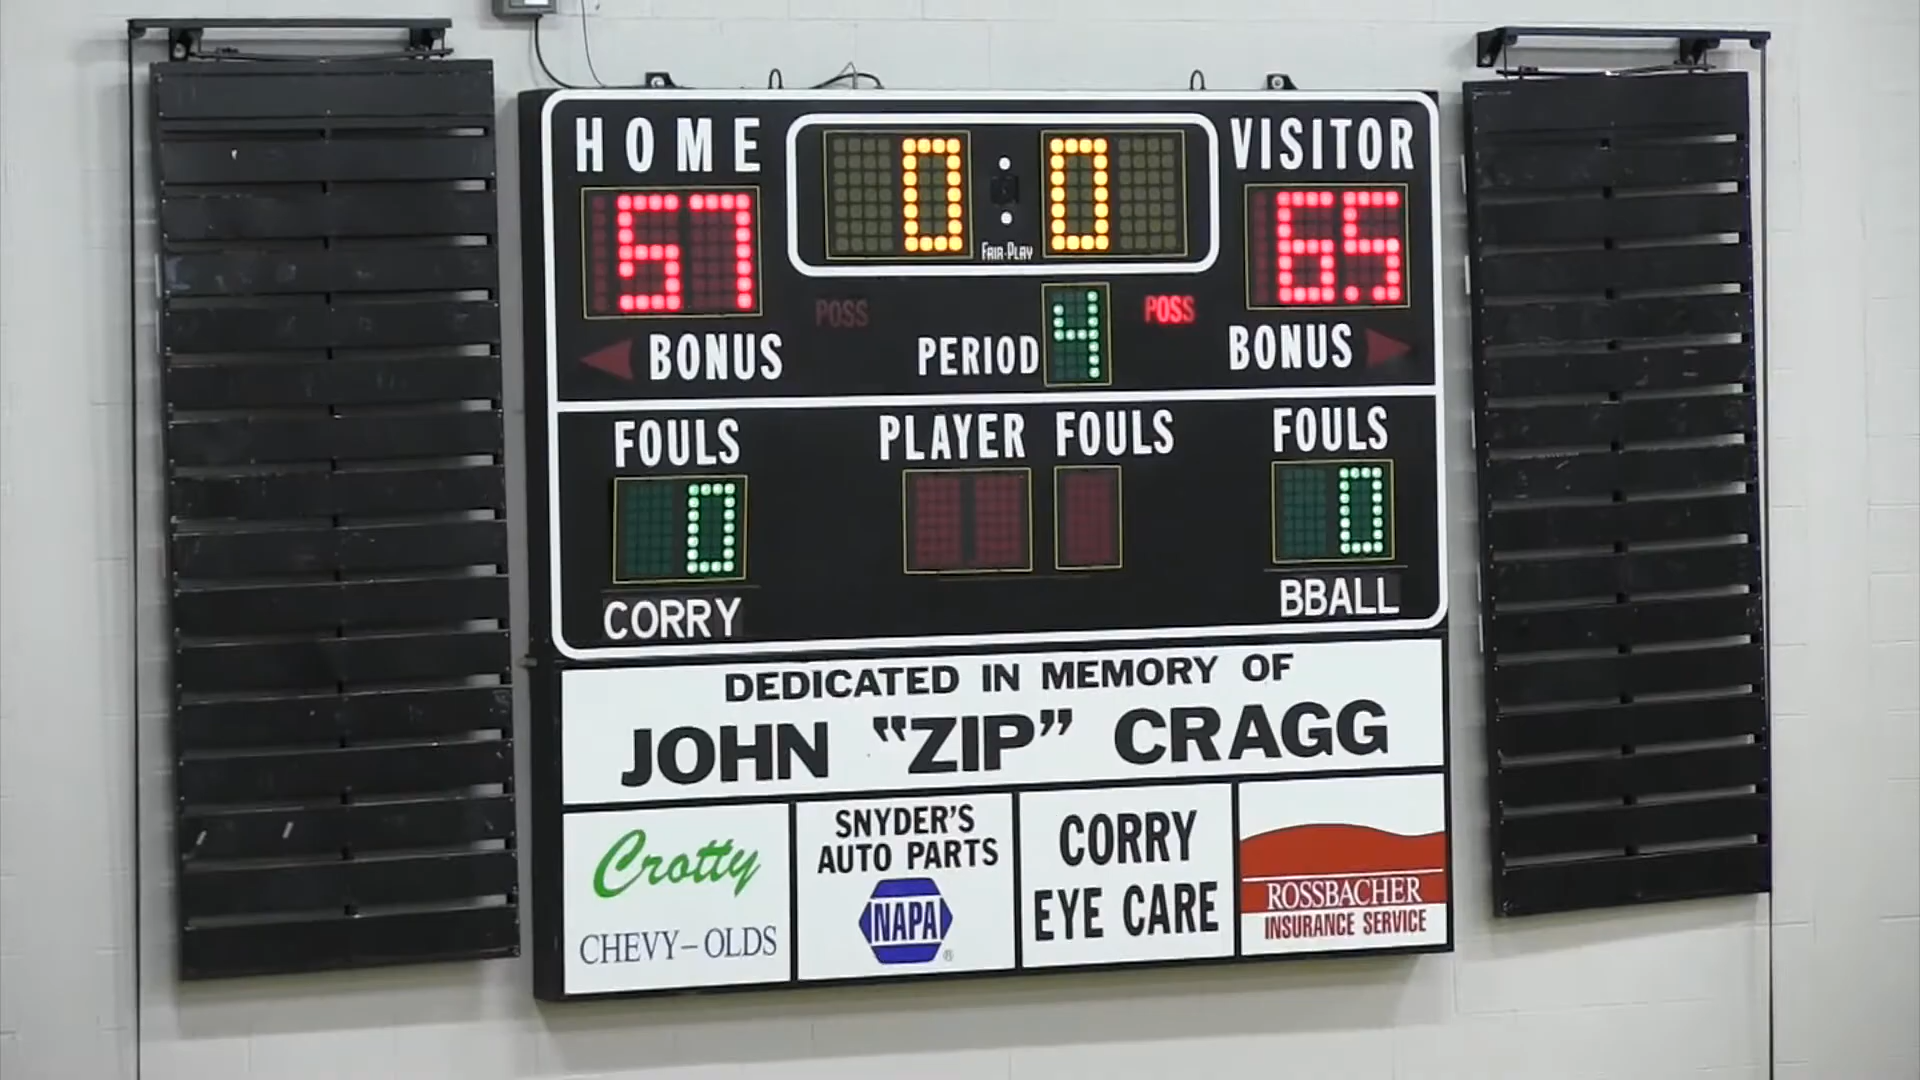 HOME
0:0
VISITOR
57
FAIR-PLAY
65
POSS
POSS
BONUS
PERIOD 4
BONUS
FOULS
PLAYER FOULS
FOULS
0
0
CORRY
BBALL
DEDICATED IN MEMORY OF
JOHN "ZIP" CRAGG
Crotty
CHEVY-OLDS
SNYDER'S
AUTO PARTS
NAPA
®
CORRY
EYE CARE
ROSSBACHER
INSURANCE SERVICE